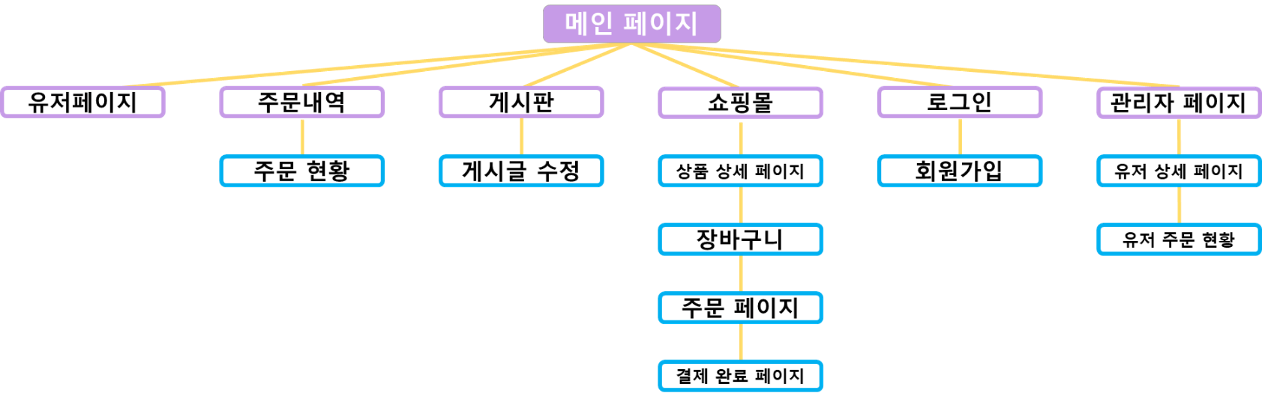 메인 페이지
유저페이지
주문내역
게시판
쇼핑몰
로그인
관리자 페이지
주문 현황
게시글 수정
상품 상세 페이지
회원가입
유저 상세 페이지
장바구니
유저 주문 현황
주문 페이지
결제 완료 페이지